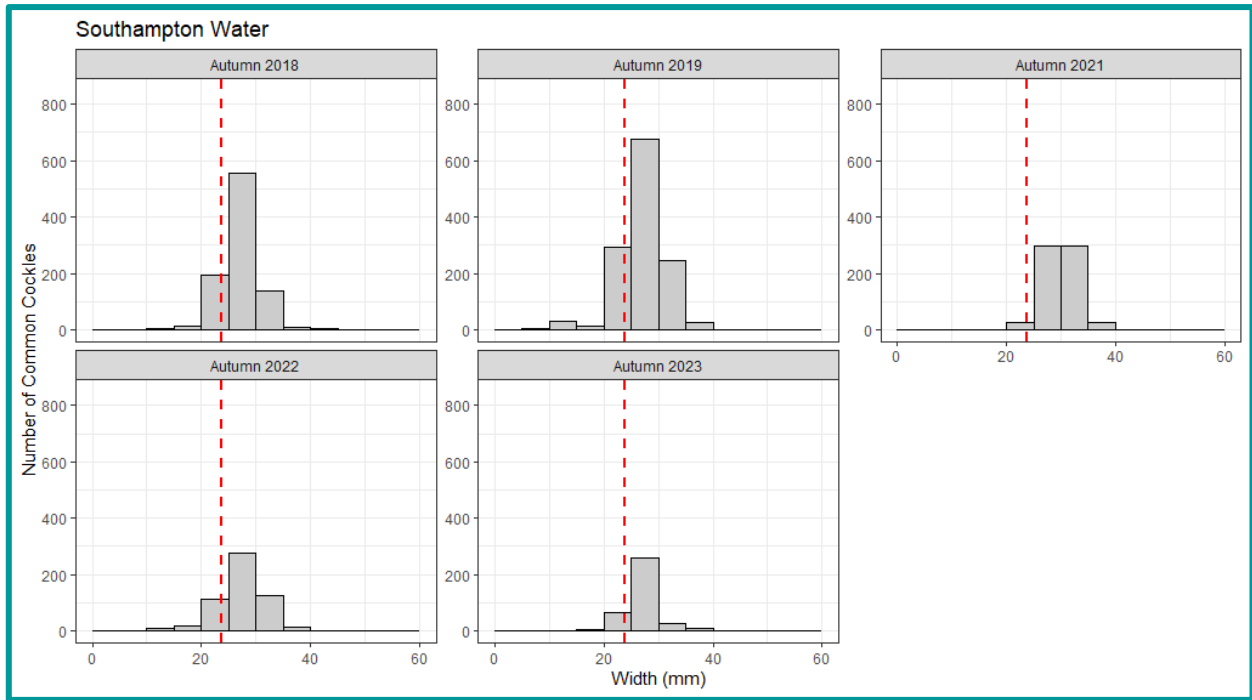 Southampton Water
Autumn 2018
Autumn 2019
Autumn 2021
800
600
400
200
0
800
600
400
200
0
800
600
400
200
0
0 20 40 60
Autumn 2022
Autumn 2023
800
600
400
200
0
800
600
400
200
0
0 20 40 60
0 20 40 60
Number of Common Cockles
Width (mm)